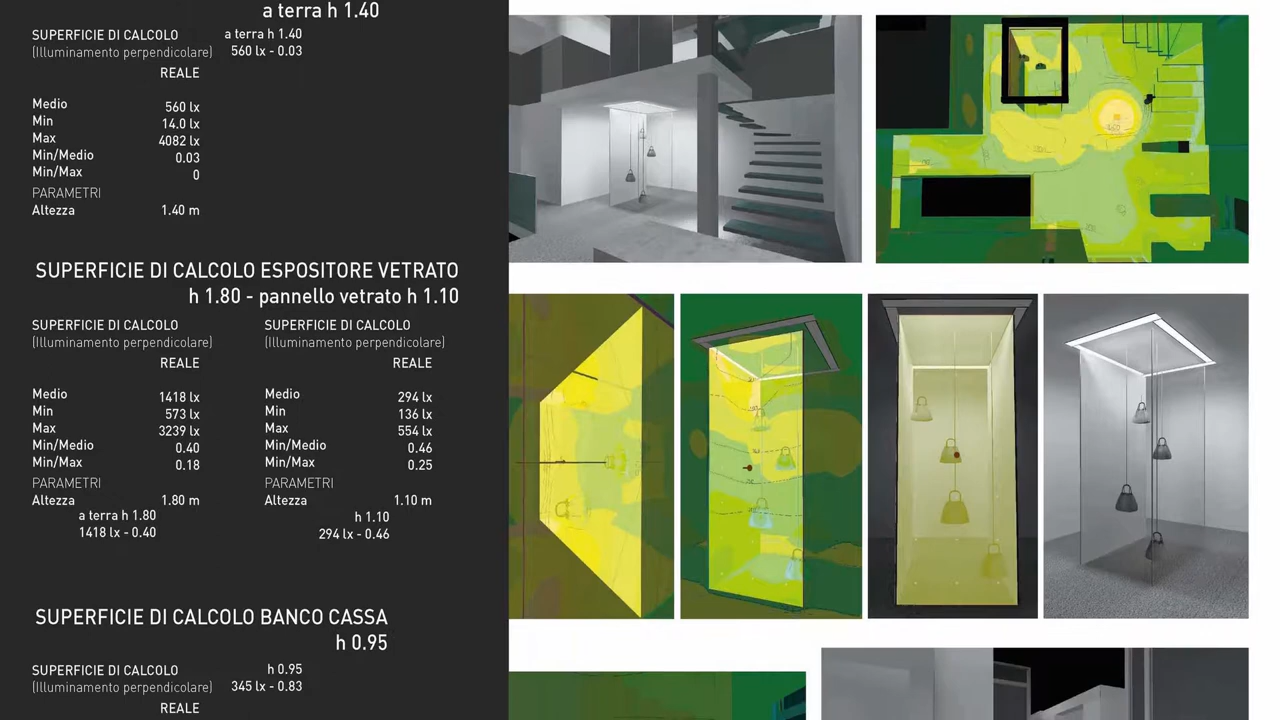 a terra h 1.40
SUPERFICIE DI CALCOLO
(Illuminamento perpendicolare)
a terra h 1.40
560 lx - 0.03
REALE
Medio 560 lx
Min 14.0 lx
Max 4082 lx
Min/Medio 0.03
Min/Max 0
PARAMETRI
Altezza 1.40 m
SUPERFICIE DI CALCOLO ESPOSITORE VETRATO
h 1.80 - pannello vetrato h 1.10
SUPERFICIE DI CALCOLO
(Illuminamento perpendicolare)
REALE
Medio 1418 lx
Min 573 lx
Max 3239 lx
Min/Medio 0.40
Min/Max 0.18
PARAMETRI
Altezza 1.80 m
a terra h 1.80
1418 lx - 0.40
SUPERFICIE DI CALCOLO
(Illuminamento perpendicolare)
REALE
Medio 294 lx
Min 136 lx
Max 554 lx
Min/Medio 0.46
Min/Max 0.25
PARAMETRI
Altezza 1.10 m
h 1.10
294 lx - 0.46
SUPERFICIE DI CALCOLO BANCO CASSA
h 0.95
SUPERFICIE DI CALCOLO
(Illuminamento perpendicolare)
h 0.95
345 lx - 0.83
REALE